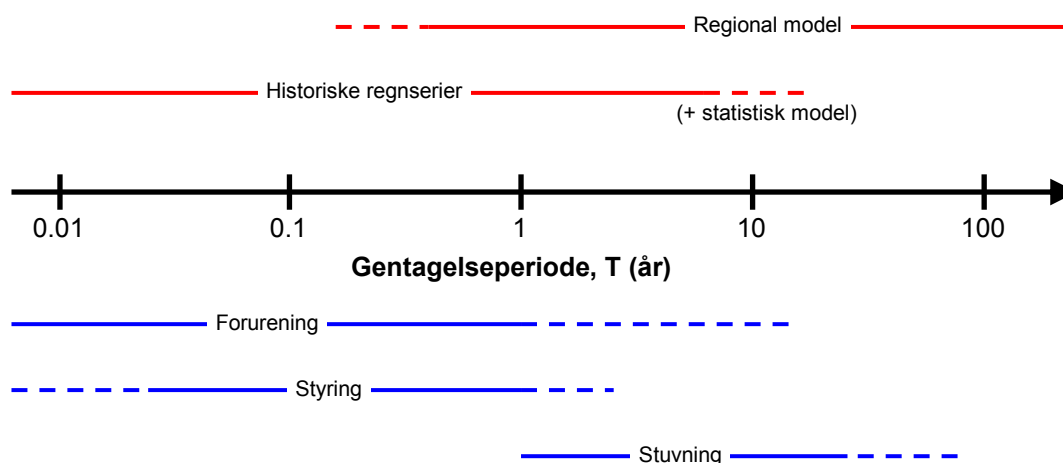 Regional model
Historiske regnserier
(+ statistisk model)
0.01 0.1 1 10 100
Gentagelseperiode, T (år)
Forurening
Styring
Stuvning